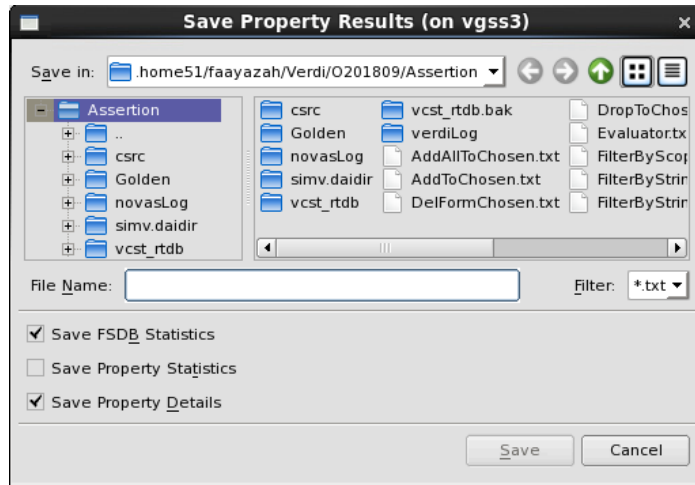 Save Property Results (on vgss3)
Save in: .home51/faayazah/Verdi/O201809/Assertion
Assertion
..
csrc
Golden
novasLog
simv.daidir
vcst_rtdb
csrc
Golden
novasLog
simv.daidir
vcst_rtdb
vcst_rtdb.bak
verdiLog
AddAllToChosen.txt
AddToChosen.txt
DelFormChosen.txt
DropToChos
Evaluator.tx
FilterByScop
FilterByStrin
FilterByStrin
File Name:
Filter: *.txt
Save FSDB Statistics
Save Property Statistics
Save Property Details
Save
Cancel